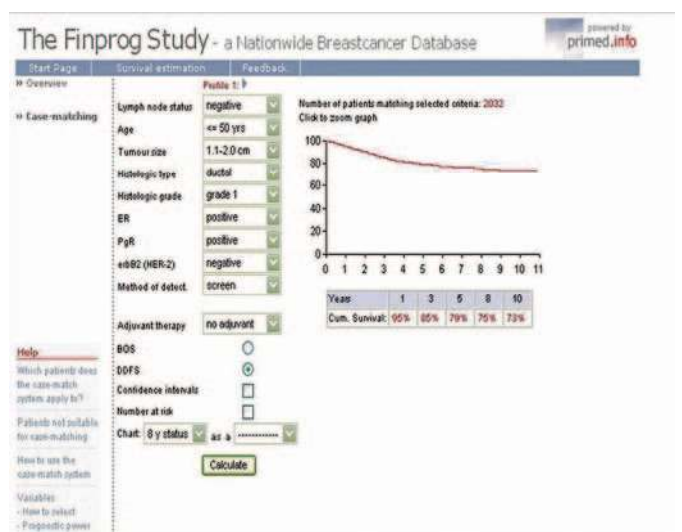 The Finprog Study - a Nationwide Breastcancer Database
powered by
primed.info
Start Page Survival estimation Feedback
» Overview
» Case-matching
Profile 1:
Lymph node status negative
Age <= 50 yrs
Tumour size 1.1-2.0 cm
Histologic type ductal
Histologic grade grade 1
ER positive
PgR positive
erbB2 (HER-2) negative
Method of detect. screen
Adjuvant therapy no adjuvant
BOS
DDFS
Confidence intervals
Number at risk
Chart: 8 y status as a ------------
Calculate
Number of patients matching selected criteria: 2032
Click to zoom graph
100
80
60
40
20
0
0 1 2 3 4 5 6 7 8 9 10 11
Years 1 3 5 8 10
Cum. Survival: 95% 85% 79% 75% 73%
Help
Which patients does
the case-match
system apply to?
Patients not suitable
for case-matching
How to use the
case-match system
Variables
- How to select
- Prognostic power